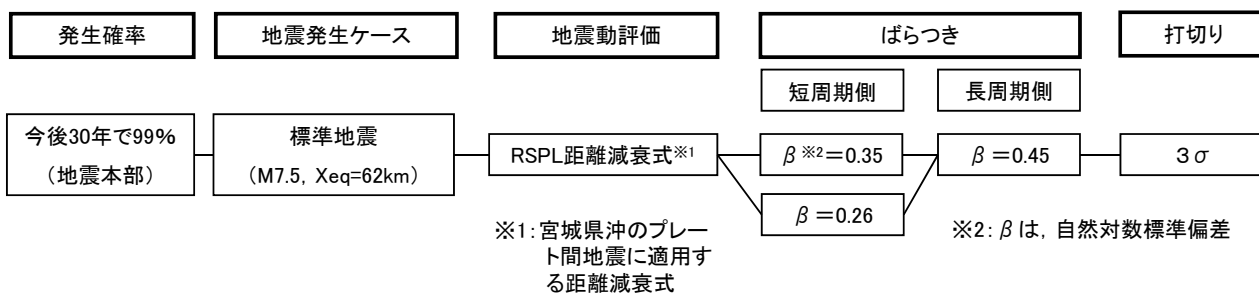 発生確率
地震発生ケース
地震動評価
ばらつき
打切り
短周期側
長周期側
今後30年で99%
（地震本部）
標準地震
（M7.5, Xeq=62km）
RSPL距離減衰式※1
β※2＝0.35
β＝0.45
３σ
β＝0.26
※1：宮城県沖のプレー
ト間地震に適用す
る距離減衰式
※2：βは，自然対数標準偏差